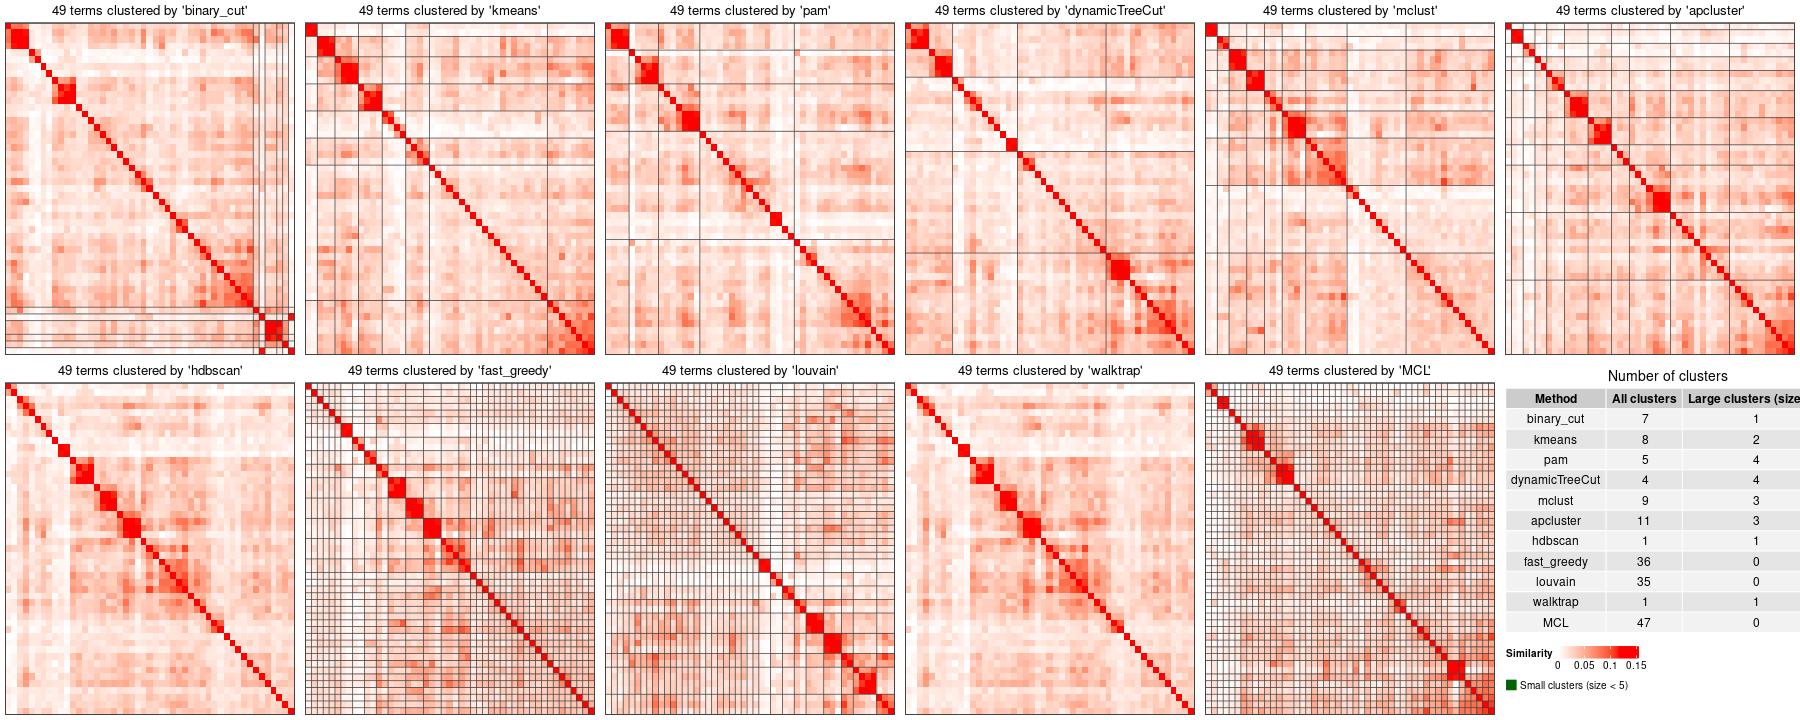 49 terms clustered by 'binary_cut'
49 terms clustered by 'kmeans'
49 terms clustered by 'pam'
49 terms clustered by 'dynamicTreeCut'
49 terms clustered by 'mclust'
49 terms clustered by 'apcluster'
49 terms clustered by 'hdbscan'
49 terms clustered by 'fast_greedy'
49 terms clustered by 'louvain'
49 terms clustered by 'walktrap'
49 terms clustered by 'MCL'
Number of clusters
Method All clusters Large clusters (size
binary_cut 7 1
kmeans 8 2
pam 5 4
dynamicTreeCut 4 4
mclust 9 3
apcluster 11 3
hdbscan 1 1
fast_greedy 36 0
louvain 35 0
walktrap 1 1
MCL 47 0
Similarity
0 0.05 0.1 0.15
Small clusters (size < 5)